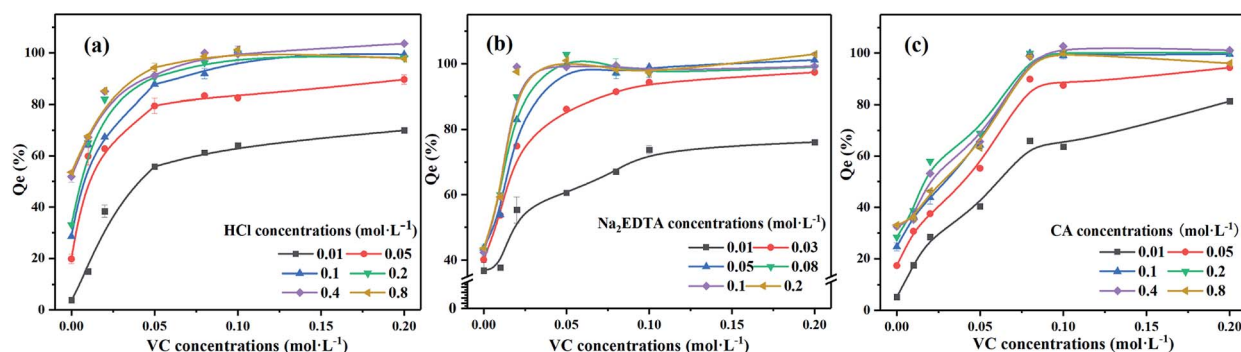 (a)
Qe (%)
120
100
80
60
40
20
0
HCl concentrations (mol·L⁻¹)
0.01 0.05
0.1 0.2
0.4 0.8
0.00 0.05 0.10 0.15 0.20
VC concentrations (mol·L⁻¹)
(b)
Qe (%)
100
80
60
40
0
Na₂EDTA concentrations (mol·L⁻¹)
0.01 0.03
0.05 0.08
0.1 0.2
0.00 0.05 0.10 0.15 0.20
VC concentrations (mol·L⁻¹)
(c)
Qe (%)
100
80
60
40
20
0
CA concentrations (mol·L⁻¹)
0.01 0.05
0.1 0.2
0.4 0.8
0.00 0.05 0.10 0.15 0.20
VC concentrations (mol·L⁻¹)